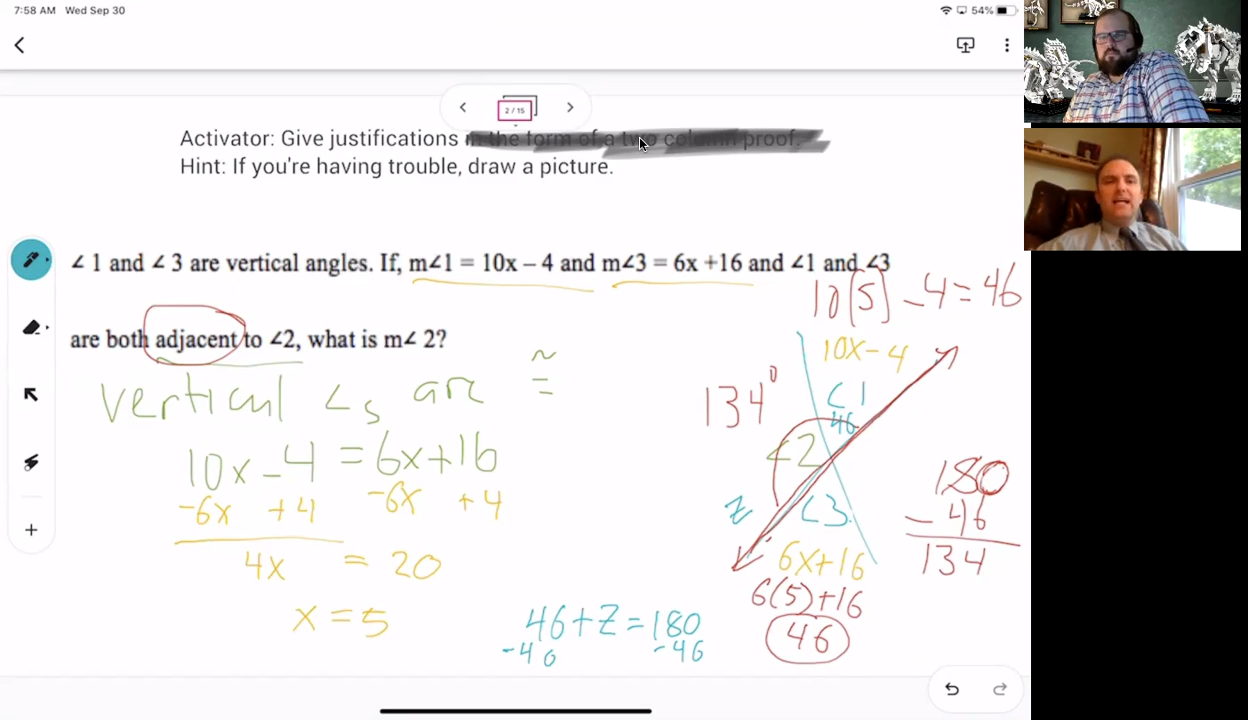 7:58 AM Wed Sep 30
54%
2 / 15
Activator: Give justifications in the form of a two column proof.
Hint: If you're having trouble, draw a picture.
∠ 1 and ∠ 3 are vertical angles. If, m∠1 = 10x – 4 and m∠3 = 6x +16 and ∠1 and ∠3
10(5) -4=46
are both adjacent to ∠2, what is m∠ 2?
10x-4
vertical ∠s are ≅
134°
∠1
46
10x-4 = 6x+16
∠2
180
-6x +4 -6x +4
z
∠3
- 46
4x = 20
6x+16
134
6(5)+16
x = 5
46+z=180
46
-46 -46